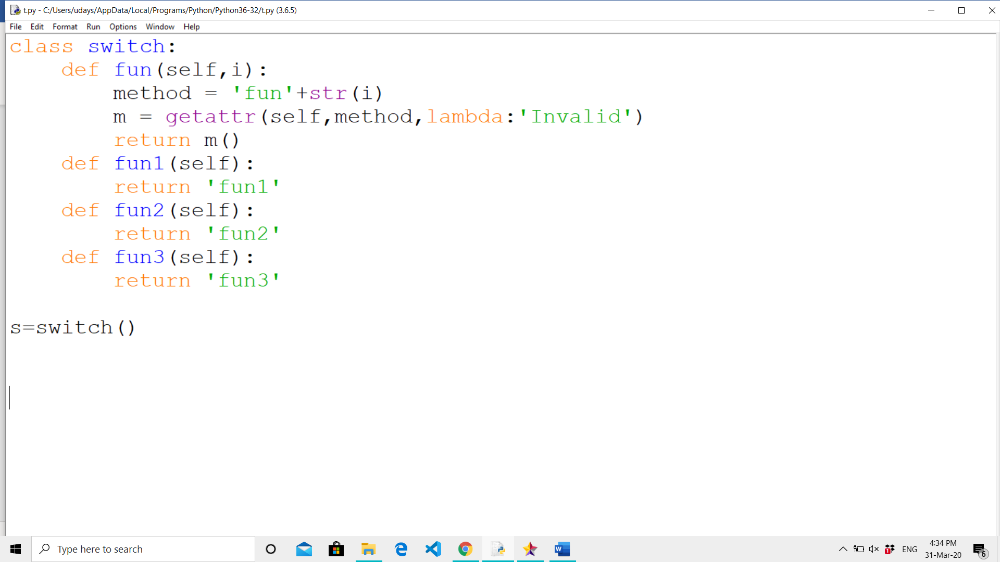 t.py - C:/Users/udays/AppData/Local/Programs/Python/Python36-32/t.py (3.6.5)
File Edit Format Run Options Window Help
class switch:
    def fun(self,i):
        method = 'fun'+str(i)
        m = getattr(self,method,lambda:'Invalid')
        return m()
    def fun1(self):
        return 'fun1'
    def fun2(self):
        return 'fun2'
    def fun3(self):
        return 'fun3'
s=switch()
Type here to search
W
1
ENG
4:34 PM
31-Mar-20
6